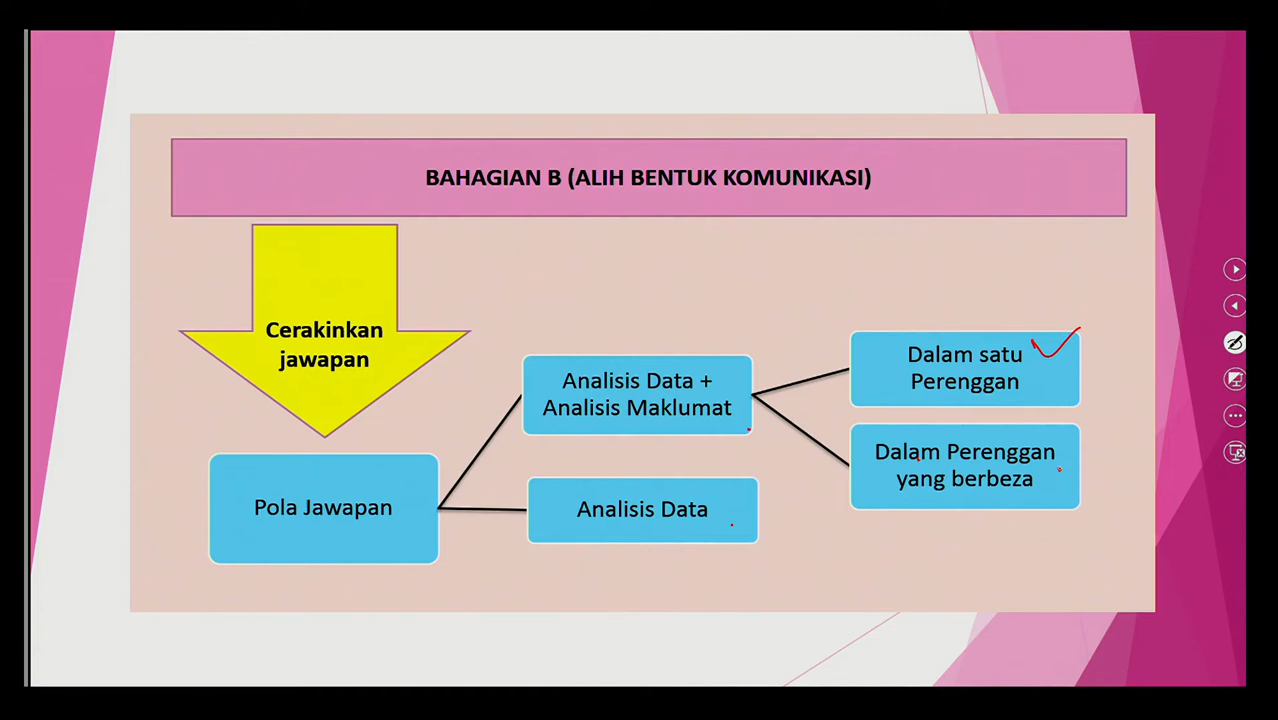 BAHAGIAN B (ALIH BENTUK KOMUNIKASI)
Cerakinkan
jawapan
Pola Jawapan
Analisis Data +
Analisis Maklumat
Analisis Data
Dalam satu
Perenggan
Dalam Perenggan
yang berbeza